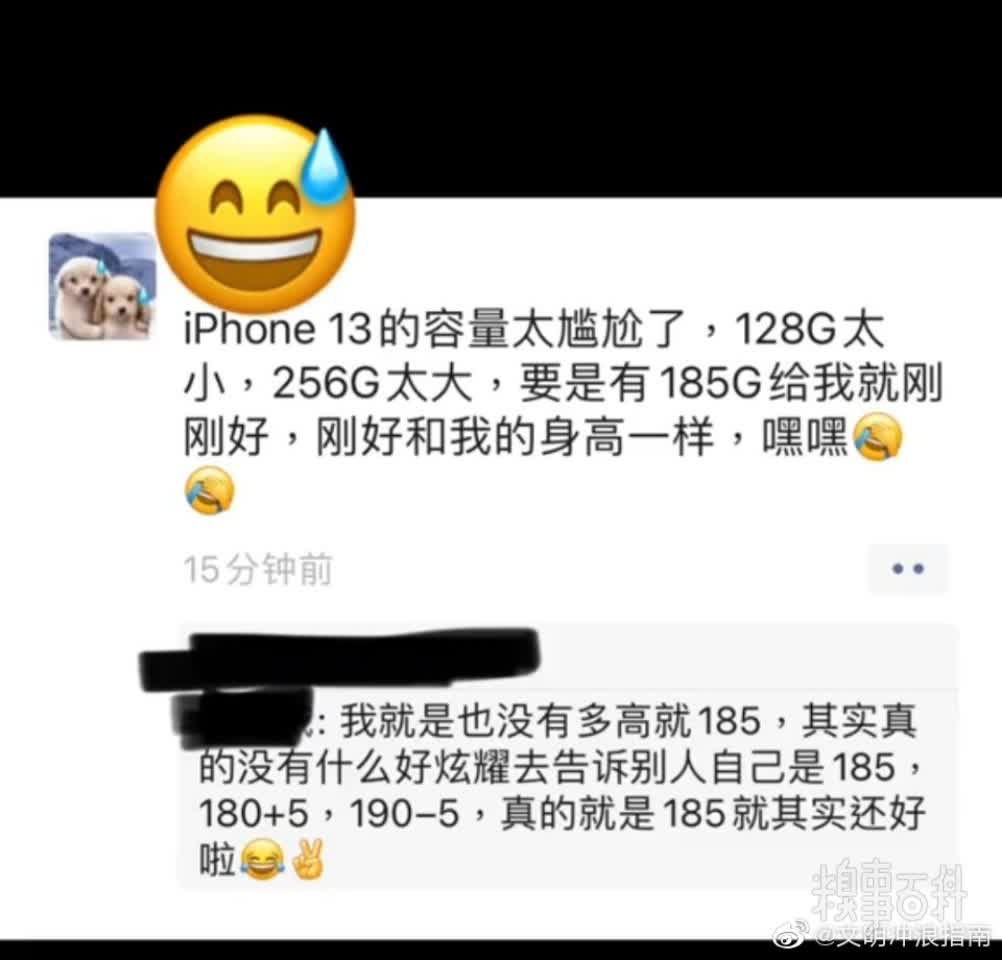 iPhone 13的容量太尴尬了，128G太
小，256G太大，要是有185G给我就刚
刚好，刚好和我的身高一样，嘿嘿🤣
🤣
15分钟前
: 我就是也没有多高就185，其实真
的没有什么好炫耀去告诉别人自己是185，
180+5，190–5，真的就是185就其实还好
啦😂✌
糗事百科
@文明冲浪指南